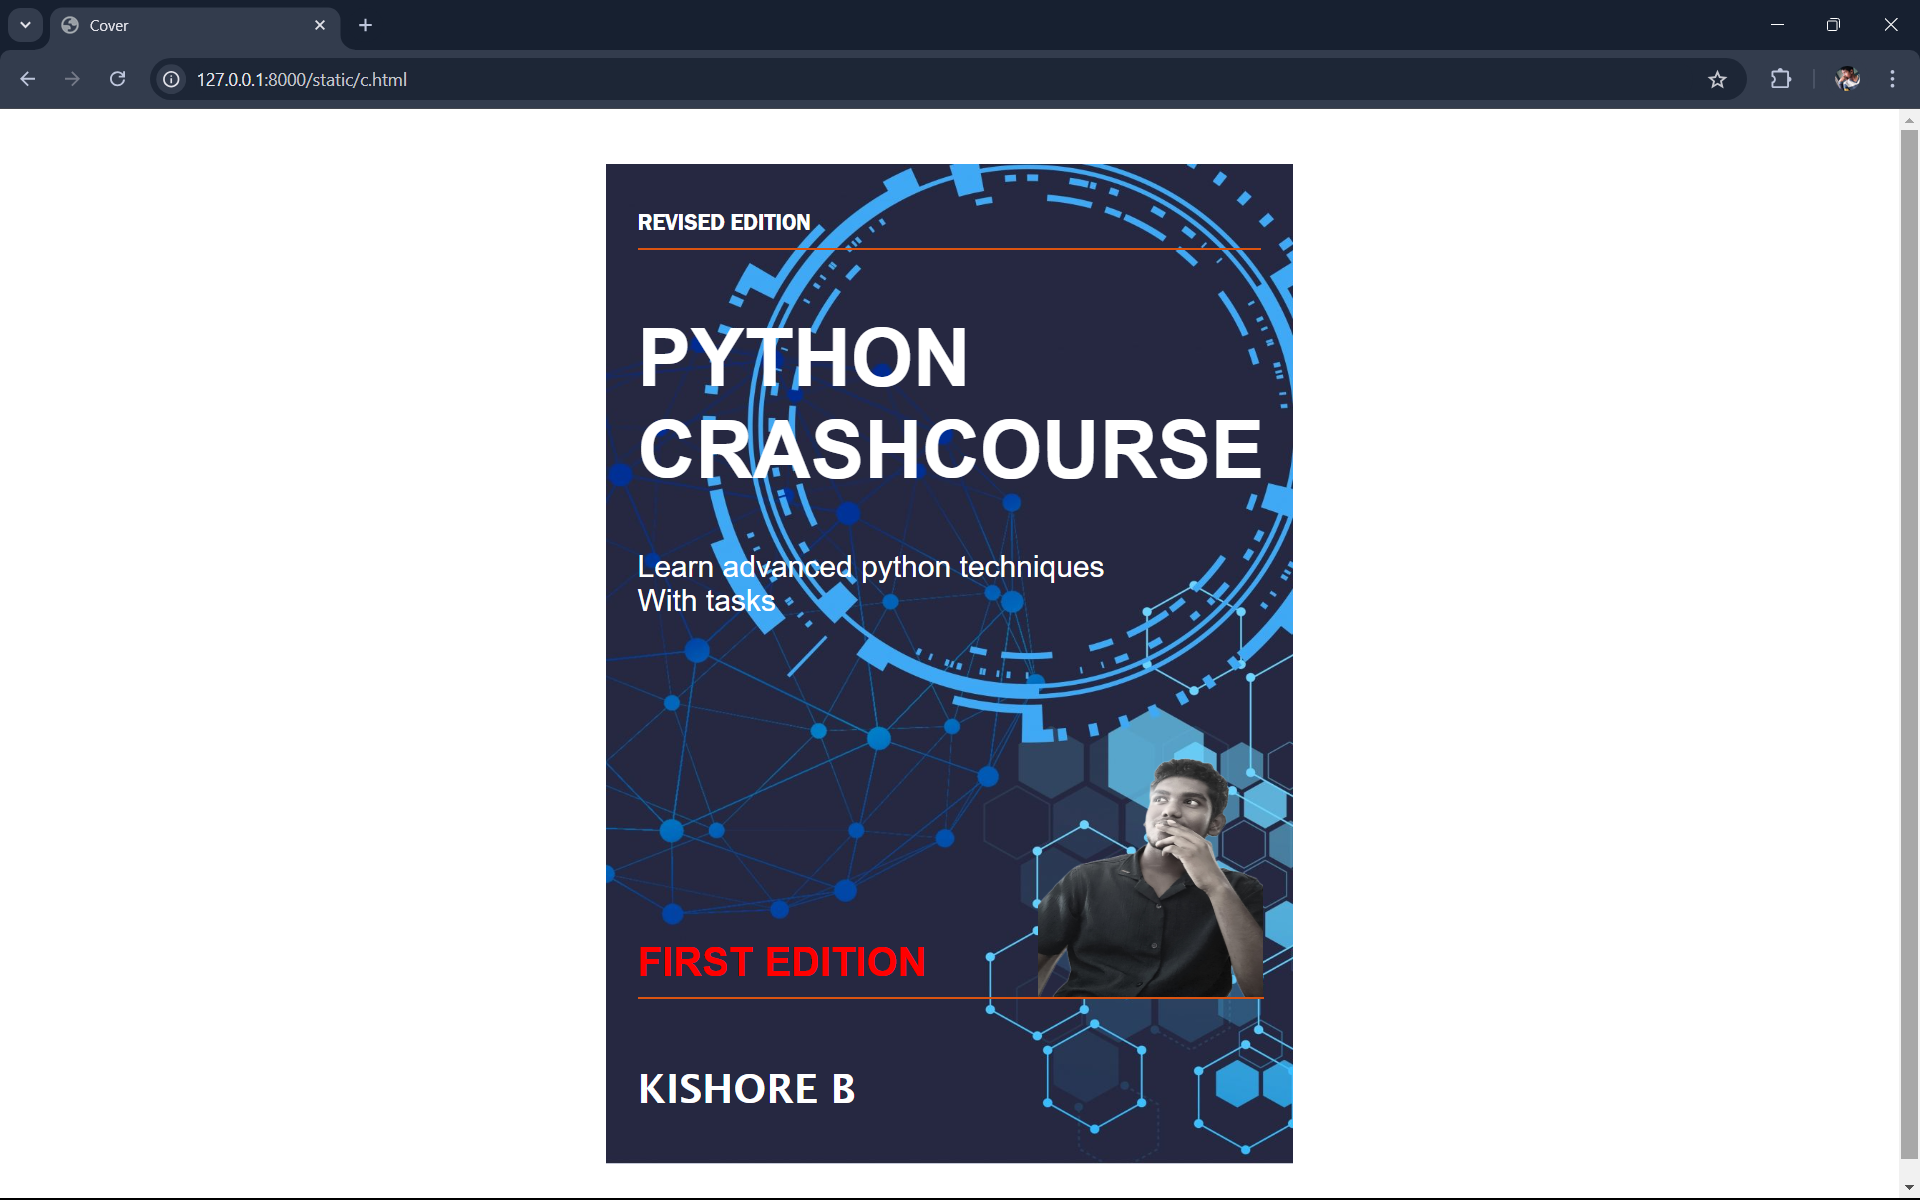 Cover
127.0.0.1:8000/static/c.html
REVISED EDITION
PYTHON
CRASHCOURSE
Learn advanced python techniques
With tasks
FIRST EDITION
KISHORE B